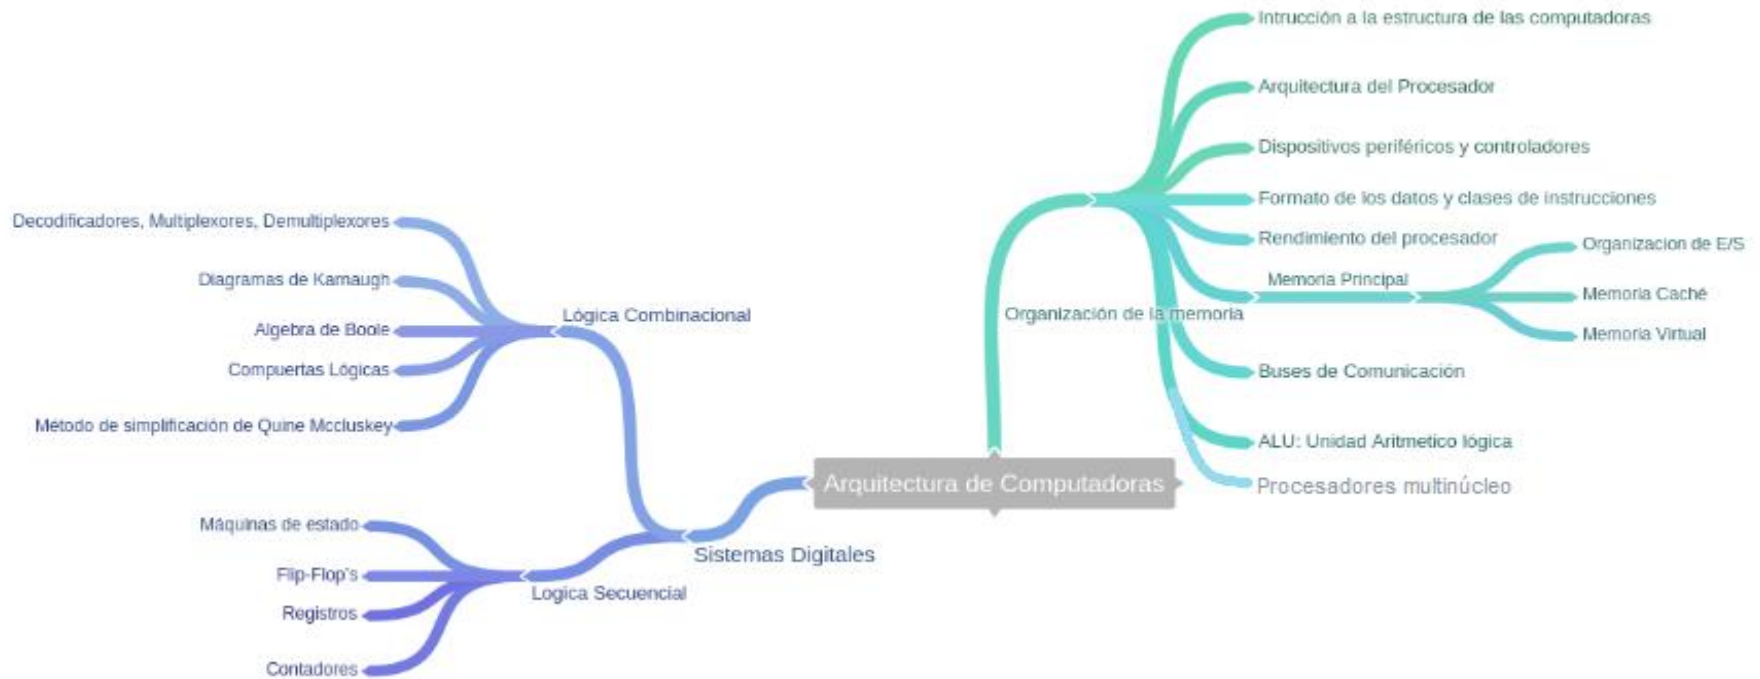 Arquitectura de Computadoras
Organización de la memoria
Intrucción a la estructura de las computadoras
Arquitectura del Procesador
Dispositivos periféricos y controladores
Formato de los datos y clases de instrucciones
Rendimiento del procesador
Memoria Principal
Organizacion de E/S
Memoria Caché
Memoria Virtual
Buses de Comunicación
ALU: Unidad Aritmetico lógica
Procesadores multinúcleo
Sistemas Digitales
Lógica Combinacional
Decodificadores, Multiplexores, Demultiplexores
Diagramas de Karnaugh
Algebra de Boole
Compuertas Lógicas
Método de simplificación de Quine Mccluskey
Logica Secuencial
Máquinas de estado
Flip-Flop's
Registros
Contadores